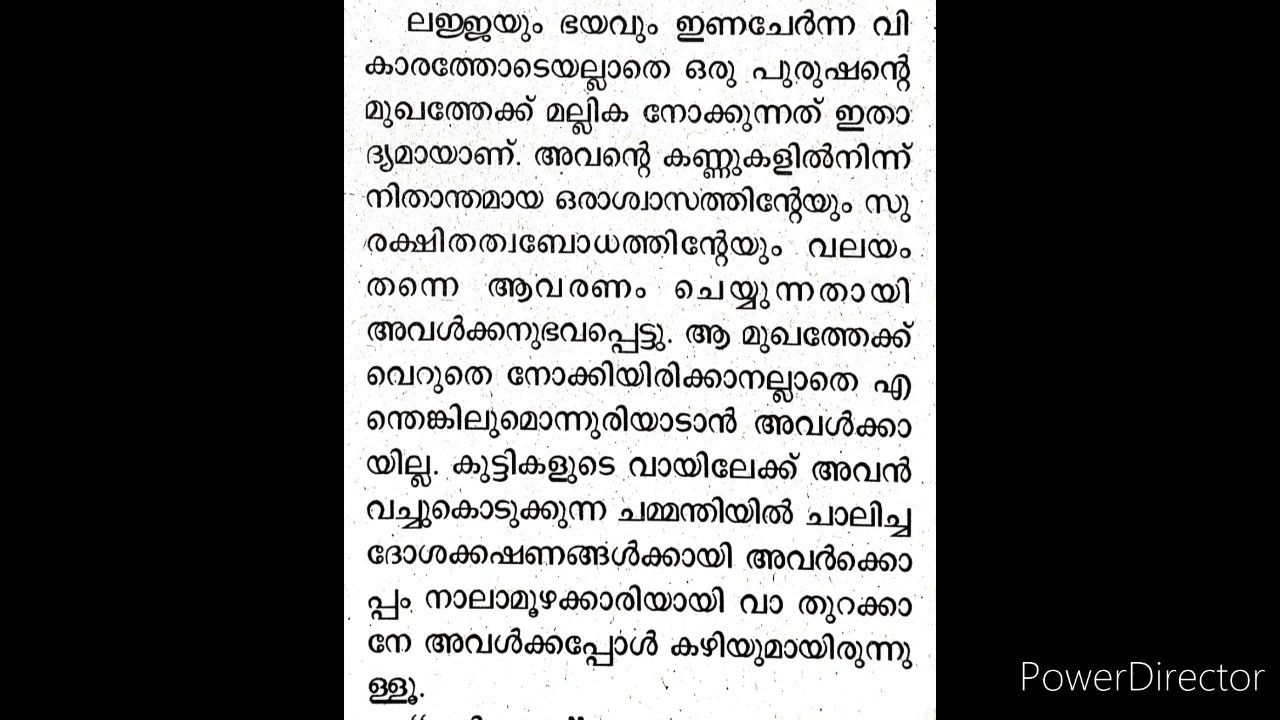 ലജ്ജയും ഭയവും ഇണചേർന്ന വി
കാരത്തോടെയല്ലാതെ ഒരു പുരുഷന്റെ
മുഖത്തേക്ക് മല്ലിക നോക്കുന്നത് ഇതാ
ദ്യമായാണ്. അവന്റെ കണ്ണുകളിൽനിന്ന്
നിതാന്തമായ ഒരാശ്വാസത്തിന്റേയും സു
രക്ഷിതത്വബോധത്തിന്റേയും വലയം
തന്നെ ആവരണം ചെയ്യുന്നതായി
അവൾക്കനുഭവപ്പെട്ടു. ആ മുഖത്തേക്ക്
വെറുതെ നോക്കിയിരിക്കാനല്ലാതെ എ
ന്തെങ്കിലുമൊന്നുരിയാടാൻ അവൾക്കാ
യില്ല. കുട്ടികളുടെ വായിലേക്ക് അവൻ
വച്ചുകൊടുക്കുന്ന ചമ്മന്തിയിൽ ചാലിച്ച
ദോശക്കഷണങ്ങൾക്കായി അവർക്കൊ
പ്പം നാലാമൂഴക്കാരിയായി വാ തുറക്കാ
നേ അവൾക്കപ്പോൾ കഴിയുമായിരുന്നു
ള്ളൂ.
PowerDirector